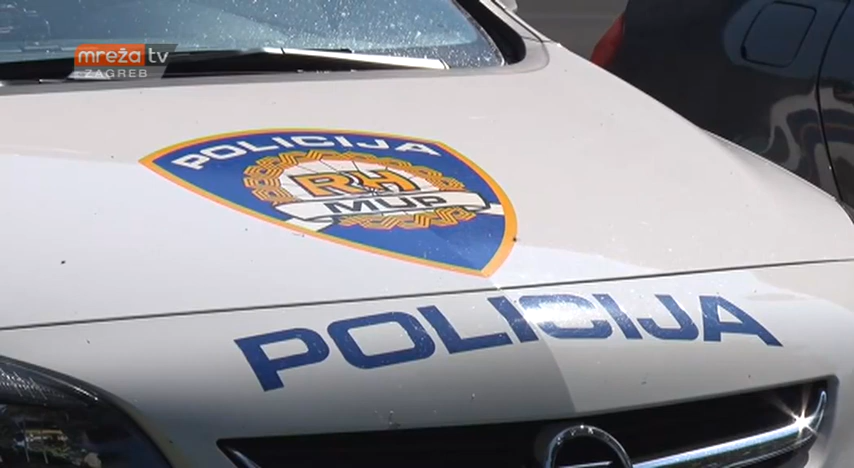 mreža tv
ZAGREB
POLICIJA
RH
MUP
POLICIJA